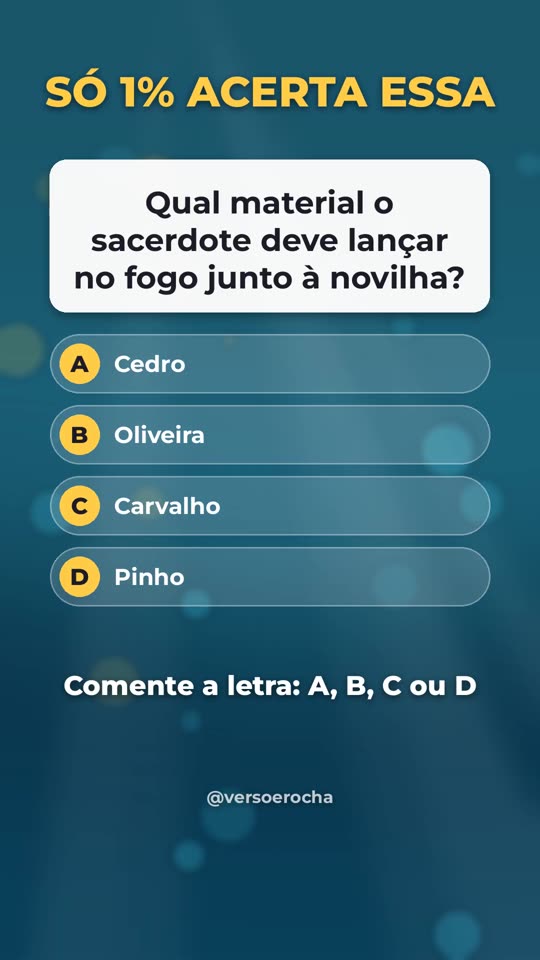 SÓ 1% ACERTA ESSA
Qual material o
sacerdote deve lançar
no fogo junto à novilha?
A Cedro
B Oliveira
C Carvalho
D Pinho
Comente a letra: A, B, C ou D
@versoerocha